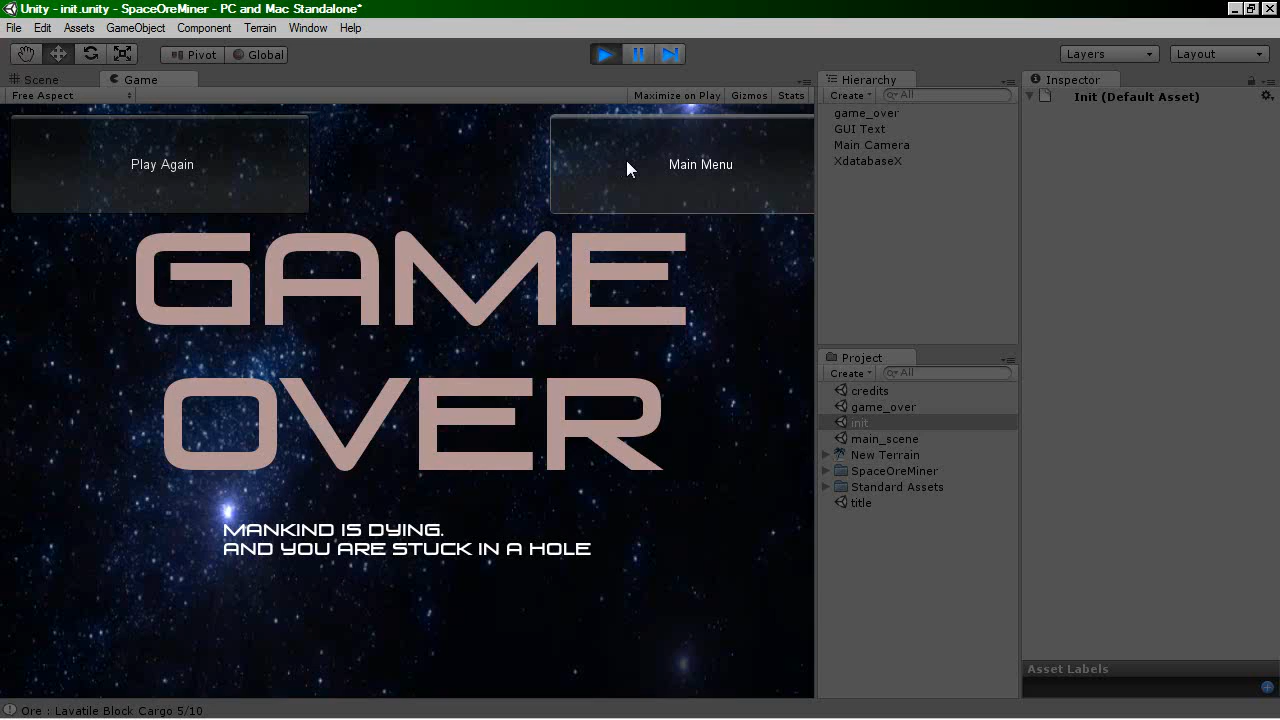 Unity - init.unity - SpaceOreMiner - PC and Mac Standalone*
File Edit Assets GameObject Component Terrain Window Help
Pivot Global Layers Layout
Scene Game
Free Aspect Maximize on Play Gizmos Stats
Play Again
Main Menu
GAME
OVER
MANKIND IS DYING.
AND YOU ARE STUCK IN A HOLE
Hierarchy
Create All
game_over
GUI Text
Main Camera
XdatabaseX
Project
Create All
credits
game_over
init
main_scene
New Terrain
SpaceOreMiner
Standard Assets
title
Inspector
Init (Default Asset)
Asset Labels
Ore : Lavatile Block Cargo 5/10